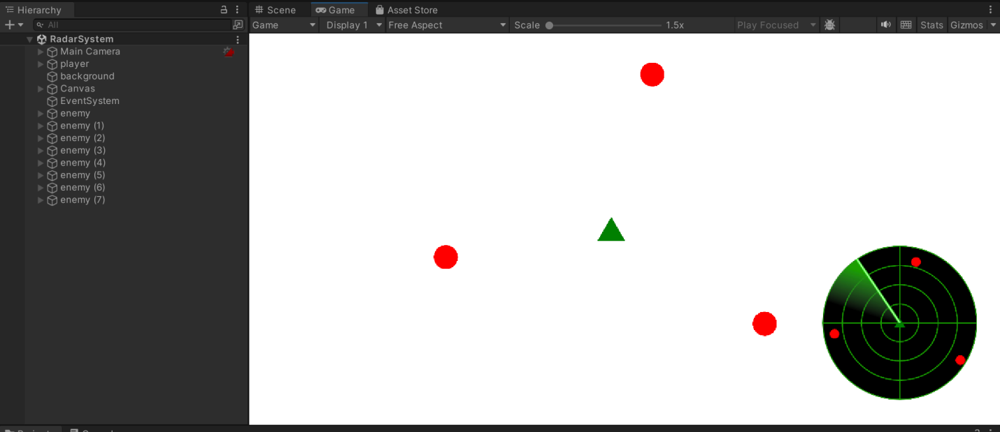 Hierarchy
Scene Game Asset Store
All
Game Display 1 Free Aspect Scale 1.5x Play Focused Stats Gizmos
RadarSystem
Main Camera
player
background
Canvas
EventSystem
enemy
enemy (1)
enemy (2)
enemy (3)
enemy (4)
enemy (5)
enemy (6)
enemy (7)